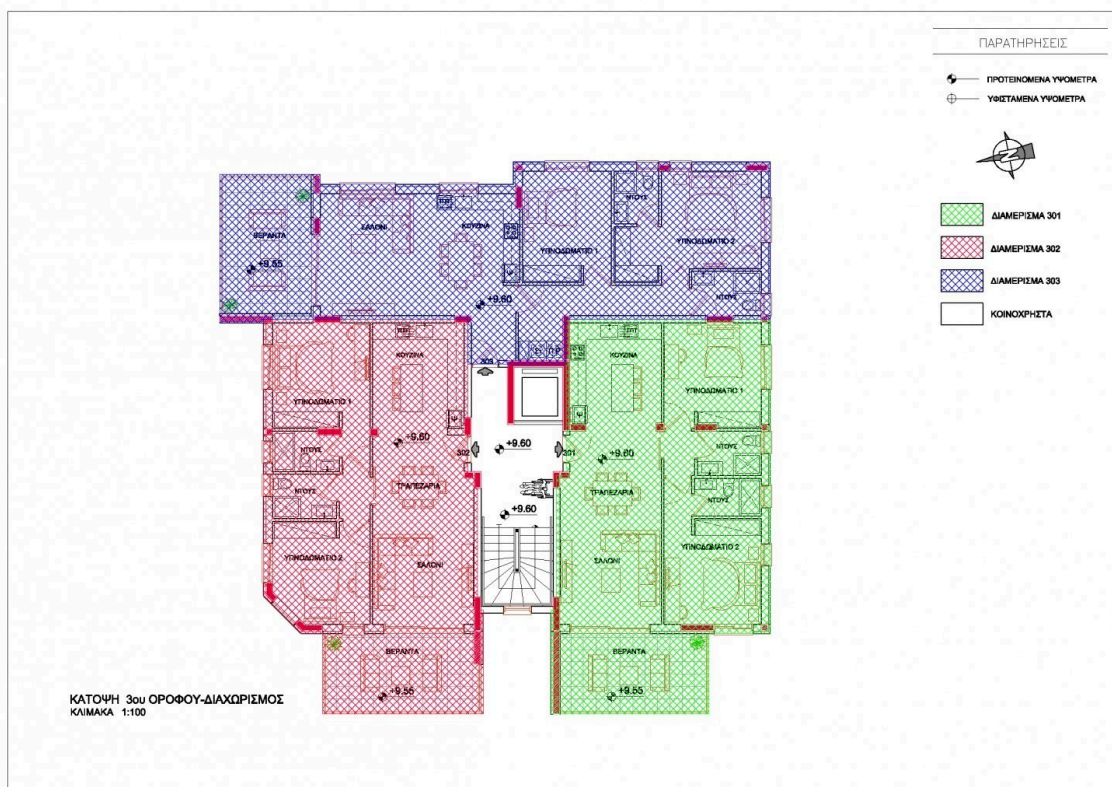 ΠΑΡΑΤΗΡΗΣΕΙΣ
ΠΡΟΤΕΙΝΟΜΕΝΑ ΥΨΟΜΕΤΡΑ
ΥΦΙΣΤΑΜΕΝΑ ΥΨΟΜΕΤΡΑ
ΔΙΑΜΕΡΙΣΜΑ 301
ΔΙΑΜΕΡΙΣΜΑ 302
ΔΙΑΜΕΡΙΣΜΑ 303
ΚΟΙΝΟΧΡΗΣΤΑ
ΒΕΡΑΝΤΑ
+9.55
ΣΑΛΟΝΙ
ΚΟΥΖΙΝΑ
+9.60
ΥΠΝΟΔΩΜΑΤΙΟ 1
ΝΤΟΥΣ
ΥΠΝΟΔΩΜΑΤΙΟ 2
ΝΤΟΥΣ
303
ΥΠΝΟΔΩΜΑΤΙΟ 1
ΚΟΥΖΙΝΑ
+9.60
302
ΝΤΟΥΣ
ΝΤΟΥΣ
ΤΡΑΠΕΖΑΡΙΑ
ΥΠΝΟΔΩΜΑΤΙΟ 2
ΣΑΛΟΝΙ
ΒΕΡΑΝΤΑ
+9.55
+9.60
+9.60
301
ΚΟΥΖΙΝΑ
ΥΠΝΟΔΩΜΑΤΙΟ 1
+9.60
ΝΤΟΥΣ
ΝΤΟΥΣ
ΤΡΑΠΕΖΑΡΙΑ
ΣΑΛΟΝΙ
ΥΠΝΟΔΩΜΑΤΙΟ 2
ΒΕΡΑΝΤΑ
+9.55
ΚΑΤΟΨΗ 3ου ΟΡΟΦΟΥ-ΔΙΑΧΩΡΙΣΜΟΣ
ΚΛΙΜΑΚΑ 1:100